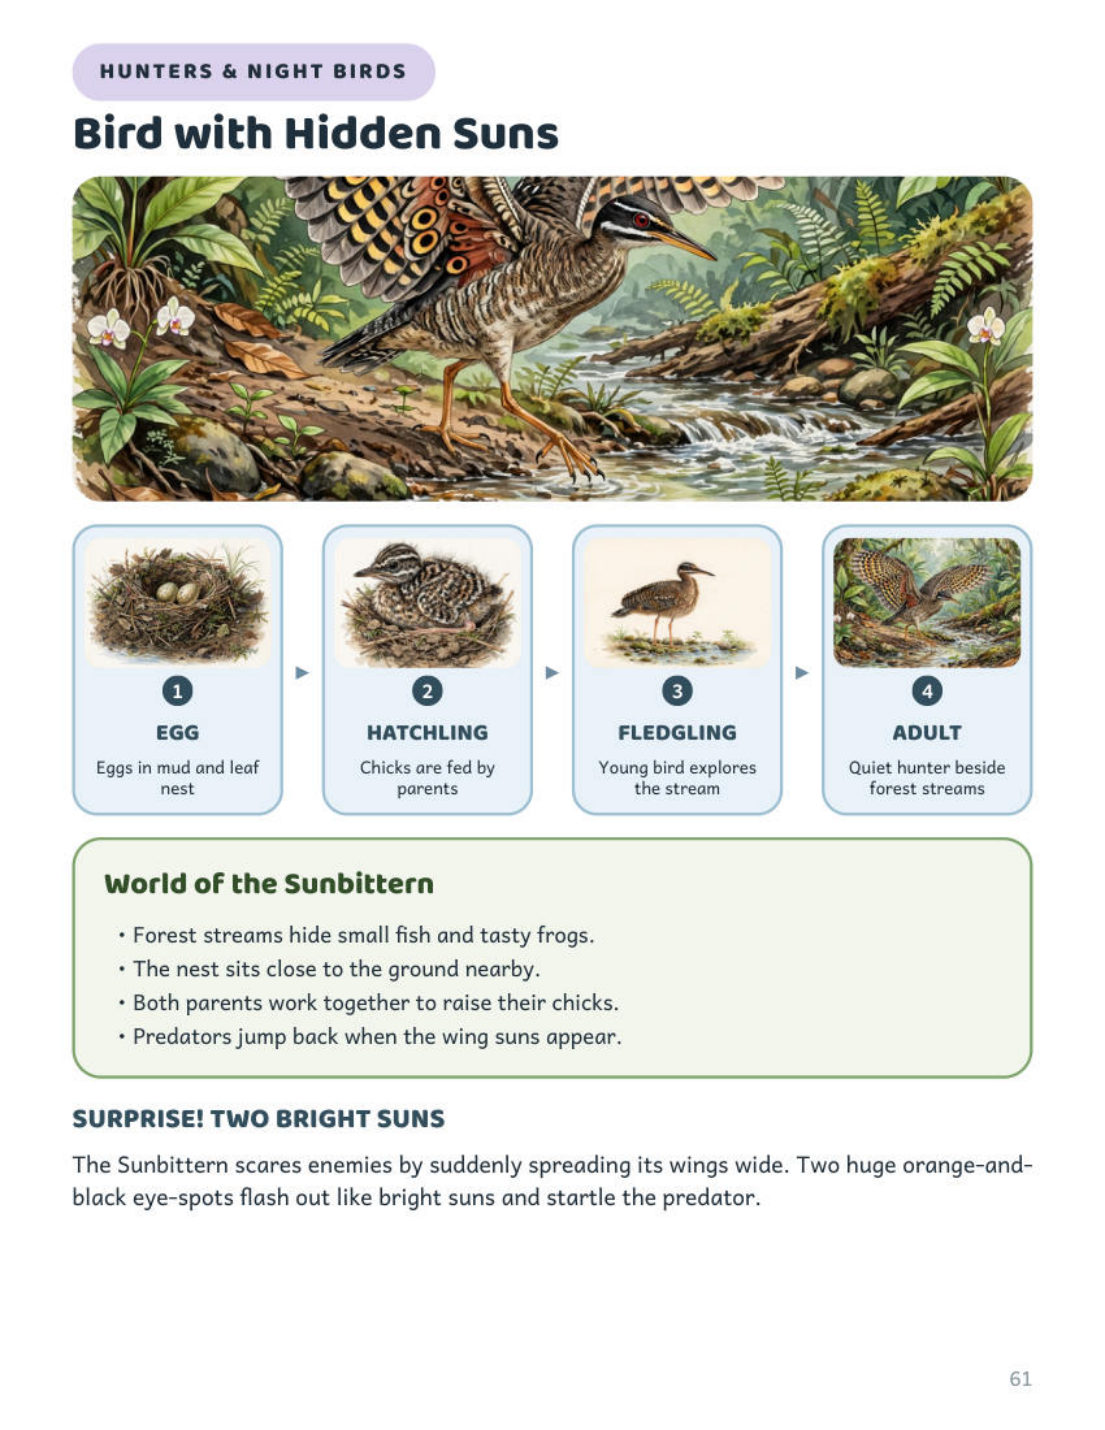 HUNTERS & NIGHT BIRDS
Bird with Hidden Suns
1
EGG
Eggs in mud and leaf
nest
2
HATCHLING
Chicks are fed by
parents
3
FLEDGLING
Young bird explores
the stream
4
ADULT
Quiet hunter beside
forest streams
World of the Sunbittern
• Forest streams hide small fish and tasty frogs.
• The nest sits close to the ground nearby.
• Both parents work together to raise their chicks.
• Predators jump back when the wing suns appear.
SURPRISE! TWO BRIGHT SUNS
The Sunbittern scares enemies by suddenly spreading its wings wide. Two huge orange-and-
black eye-spots flash out like bright suns and startle the predator.
61